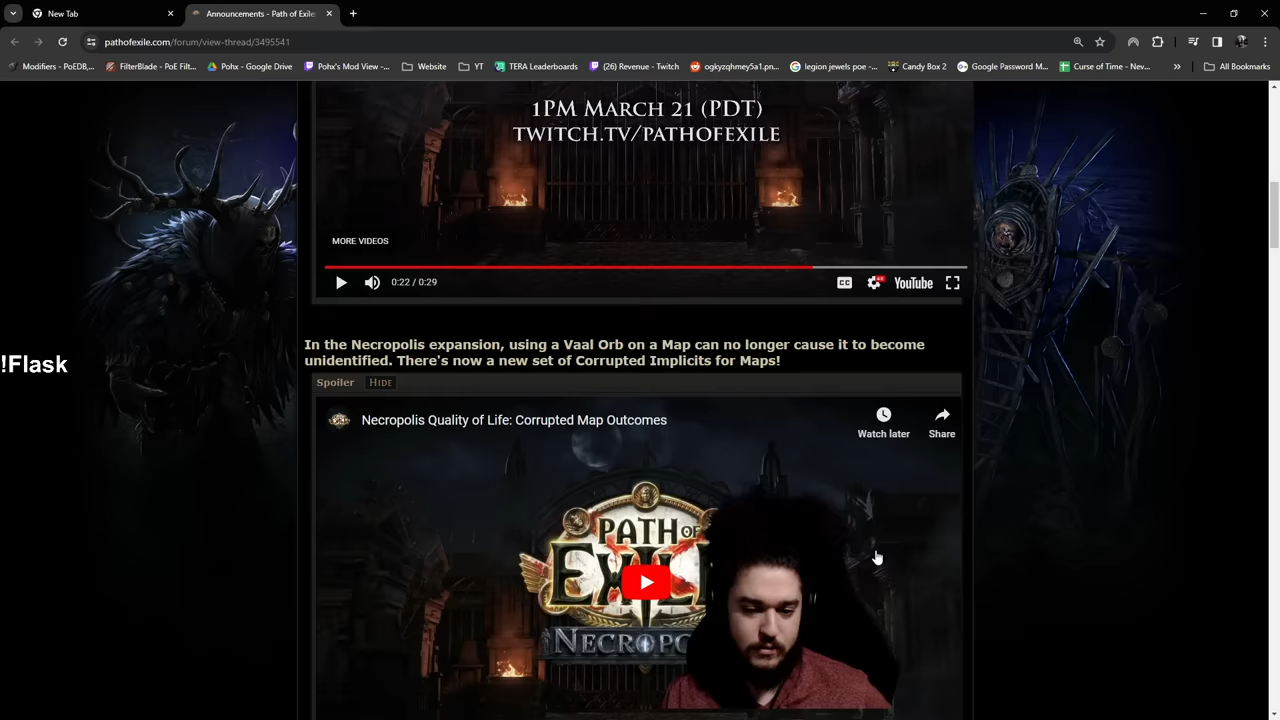 New Tab
Announcements - Path of Exile
pathofexile.com/forum/view-thread/3495541
Modifiers - PoEDB,... FilterBlade - PoE Filt... Pohx - Google Drive Pohx's Mod View -... Website YT TERA Leaderboards (26) Revenue - Twitch ogkyzqhmey5a1.pn... legion jewels poe -... Candy Box 2 Google Password M... Curse of Time - Nev... » All Bookmarks
1PM March 21 (PDT)
twitch.tv/pathofexile
MORE VIDEOS
0:22 / 0:29
CC
YouTube
In the Necropolis expansion, using a Vaal Orb on a Map can no longer cause it to become
unidentified. There's now a new set of Corrupted Implicits for Maps!
!Flask
Spoiler Hide
Necropolis Quality of Life: Corrupted Map Outcomes
Watch later
Share
PATH OF
EXIL
NECROPO